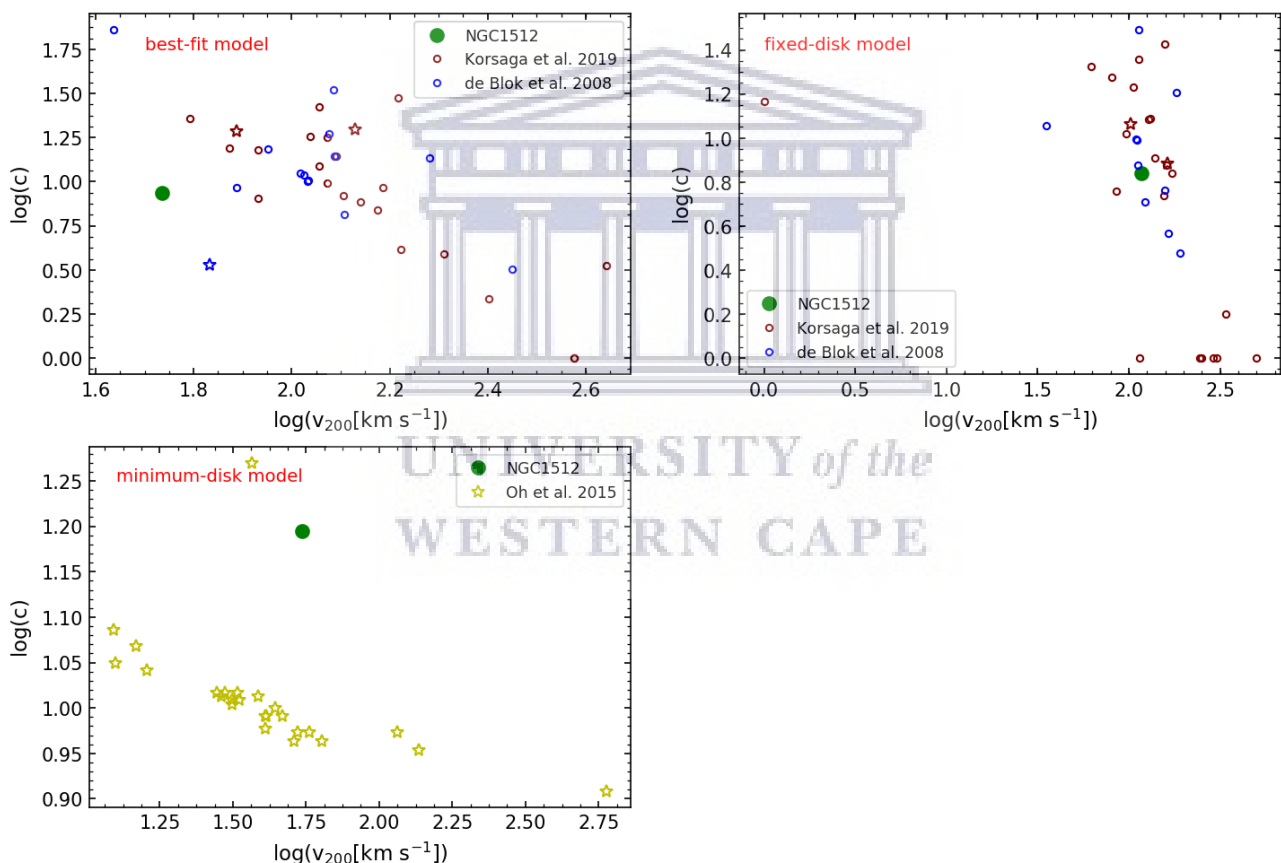 best-fit model
NGC1512
Korsaga et al. 2019
de Blok et al. 2008
1.75
1.50
1.25
1.00
0.75
0.50
0.25
0.00
log(c)
1.6 1.8 2.0 2.2 2.4 2.6
log(v₂₀₀[km s⁻¹])
fixed-disk model
1.4
1.2
1.0
0.8
0.6
0.4
0.2
0.0
log(c)
NGC1512
Korsaga et al. 2019
de Blok et al. 2008
0.0 0.5 1.0 1.5 2.0 2.5
log(v₂₀₀[km s⁻¹])
minimum-disk model
NGC1512
Oh et al. 2015
1.25
1.20
1.15
1.10
1.05
1.00
0.95
0.90
log(c)
1.25 1.50 1.75 2.00 2.25 2.50 2.75
log(v₂₀₀[km s⁻¹])
UNIVERSITY of the
WESTERN CAPE